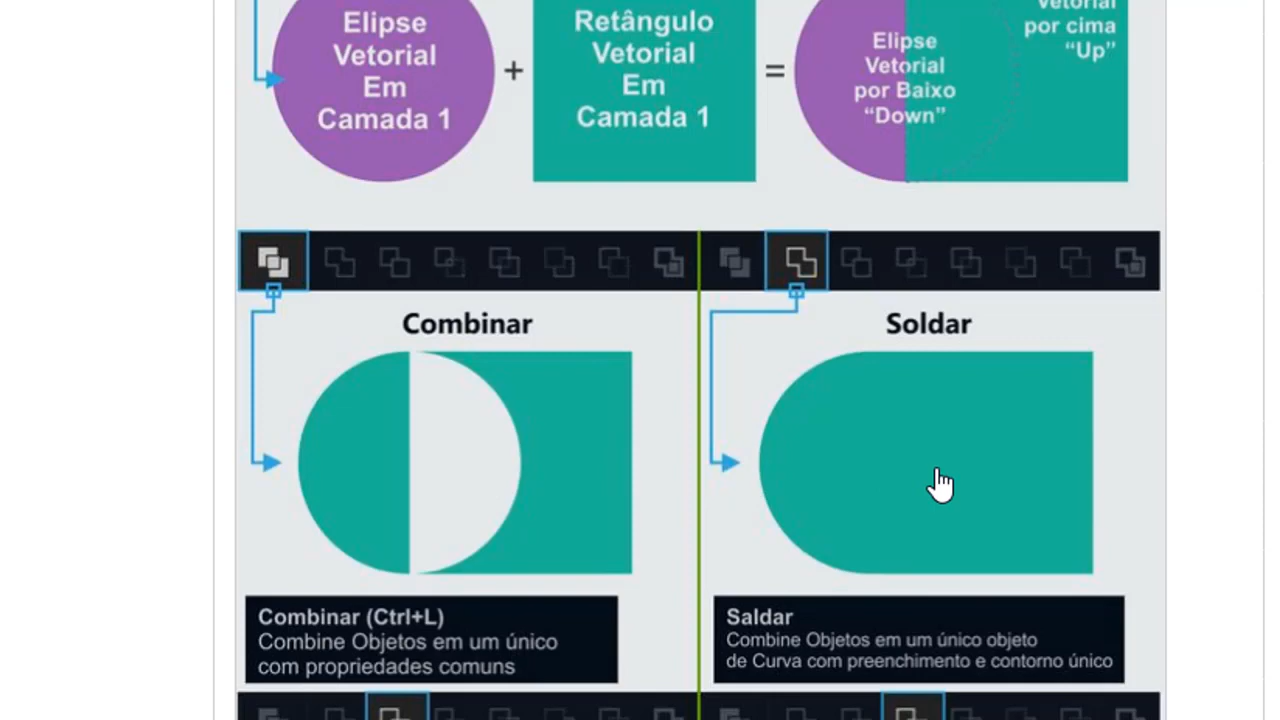 Elipse
Vetorial
Em
Camada 1
+
Retângulo
Vetorial
Em
Camada 1
=
Elipse
Vetorial
por Baixo
“Down”
Vetorial
por cima
“Up”
Combinar
Soldar
Combinar (Ctrl+L)
Combine Objetos em um único
com propriedades comuns
Saldar
Combine Objetos em um único objeto
de Curva com preenchimento e contorno único